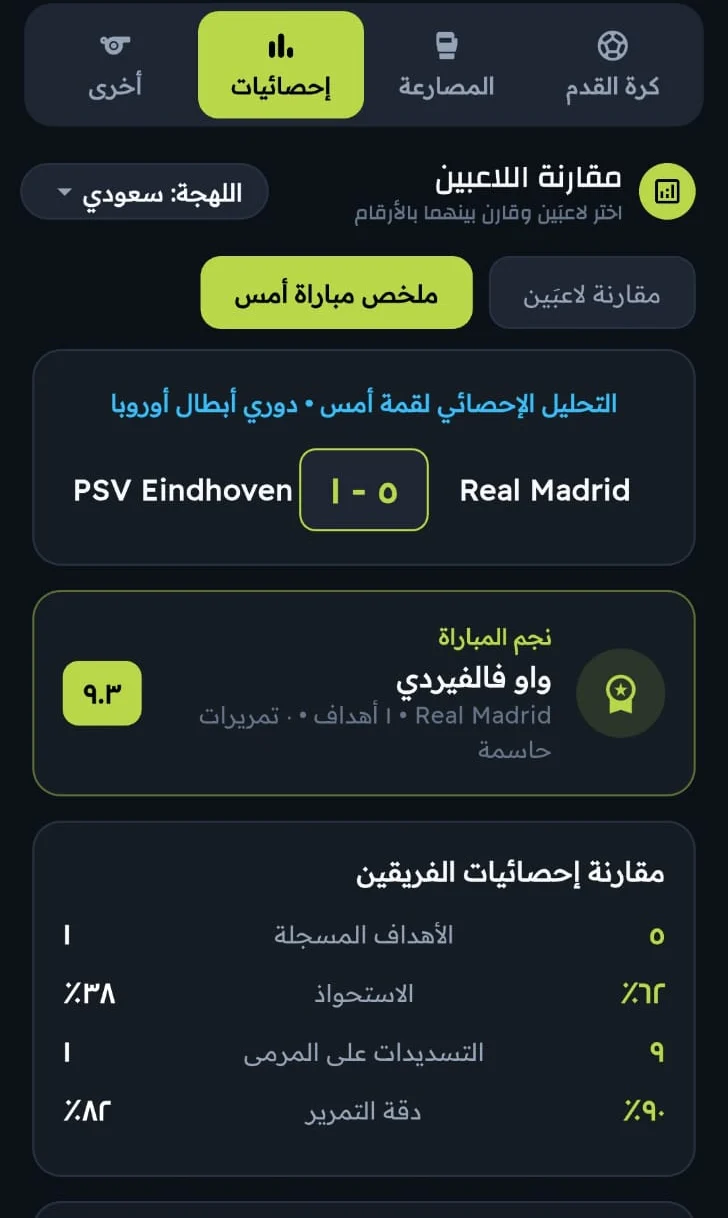 كرة القدم
المصارعة
إحصائيات
أخرى
مقارنة اللاعبين
اختر لاعبَين وقارن بينهما بالأرقام
اللهجة: سعودي
مقارنة لاعبَين
ملخص مباراة أمس
التحليل الإحصائي لقمة أمس • دوري أبطال أوروبا
Real Madrid
٥ - ١
PSV Eindhoven
نجم المباراة
واو فالفيردي
Real Madrid • ١ أهداف • ٠ تمريرات
حاسمة
٩.٣
مقارنة إحصائيات الفريقين
٥ الأهداف المسجلة ١
٦٢٪ الاستحواذ ٣٨٪
٩ التسديدات على المرمى ١
٩٠٪ دقة التمرير ٨٢٪